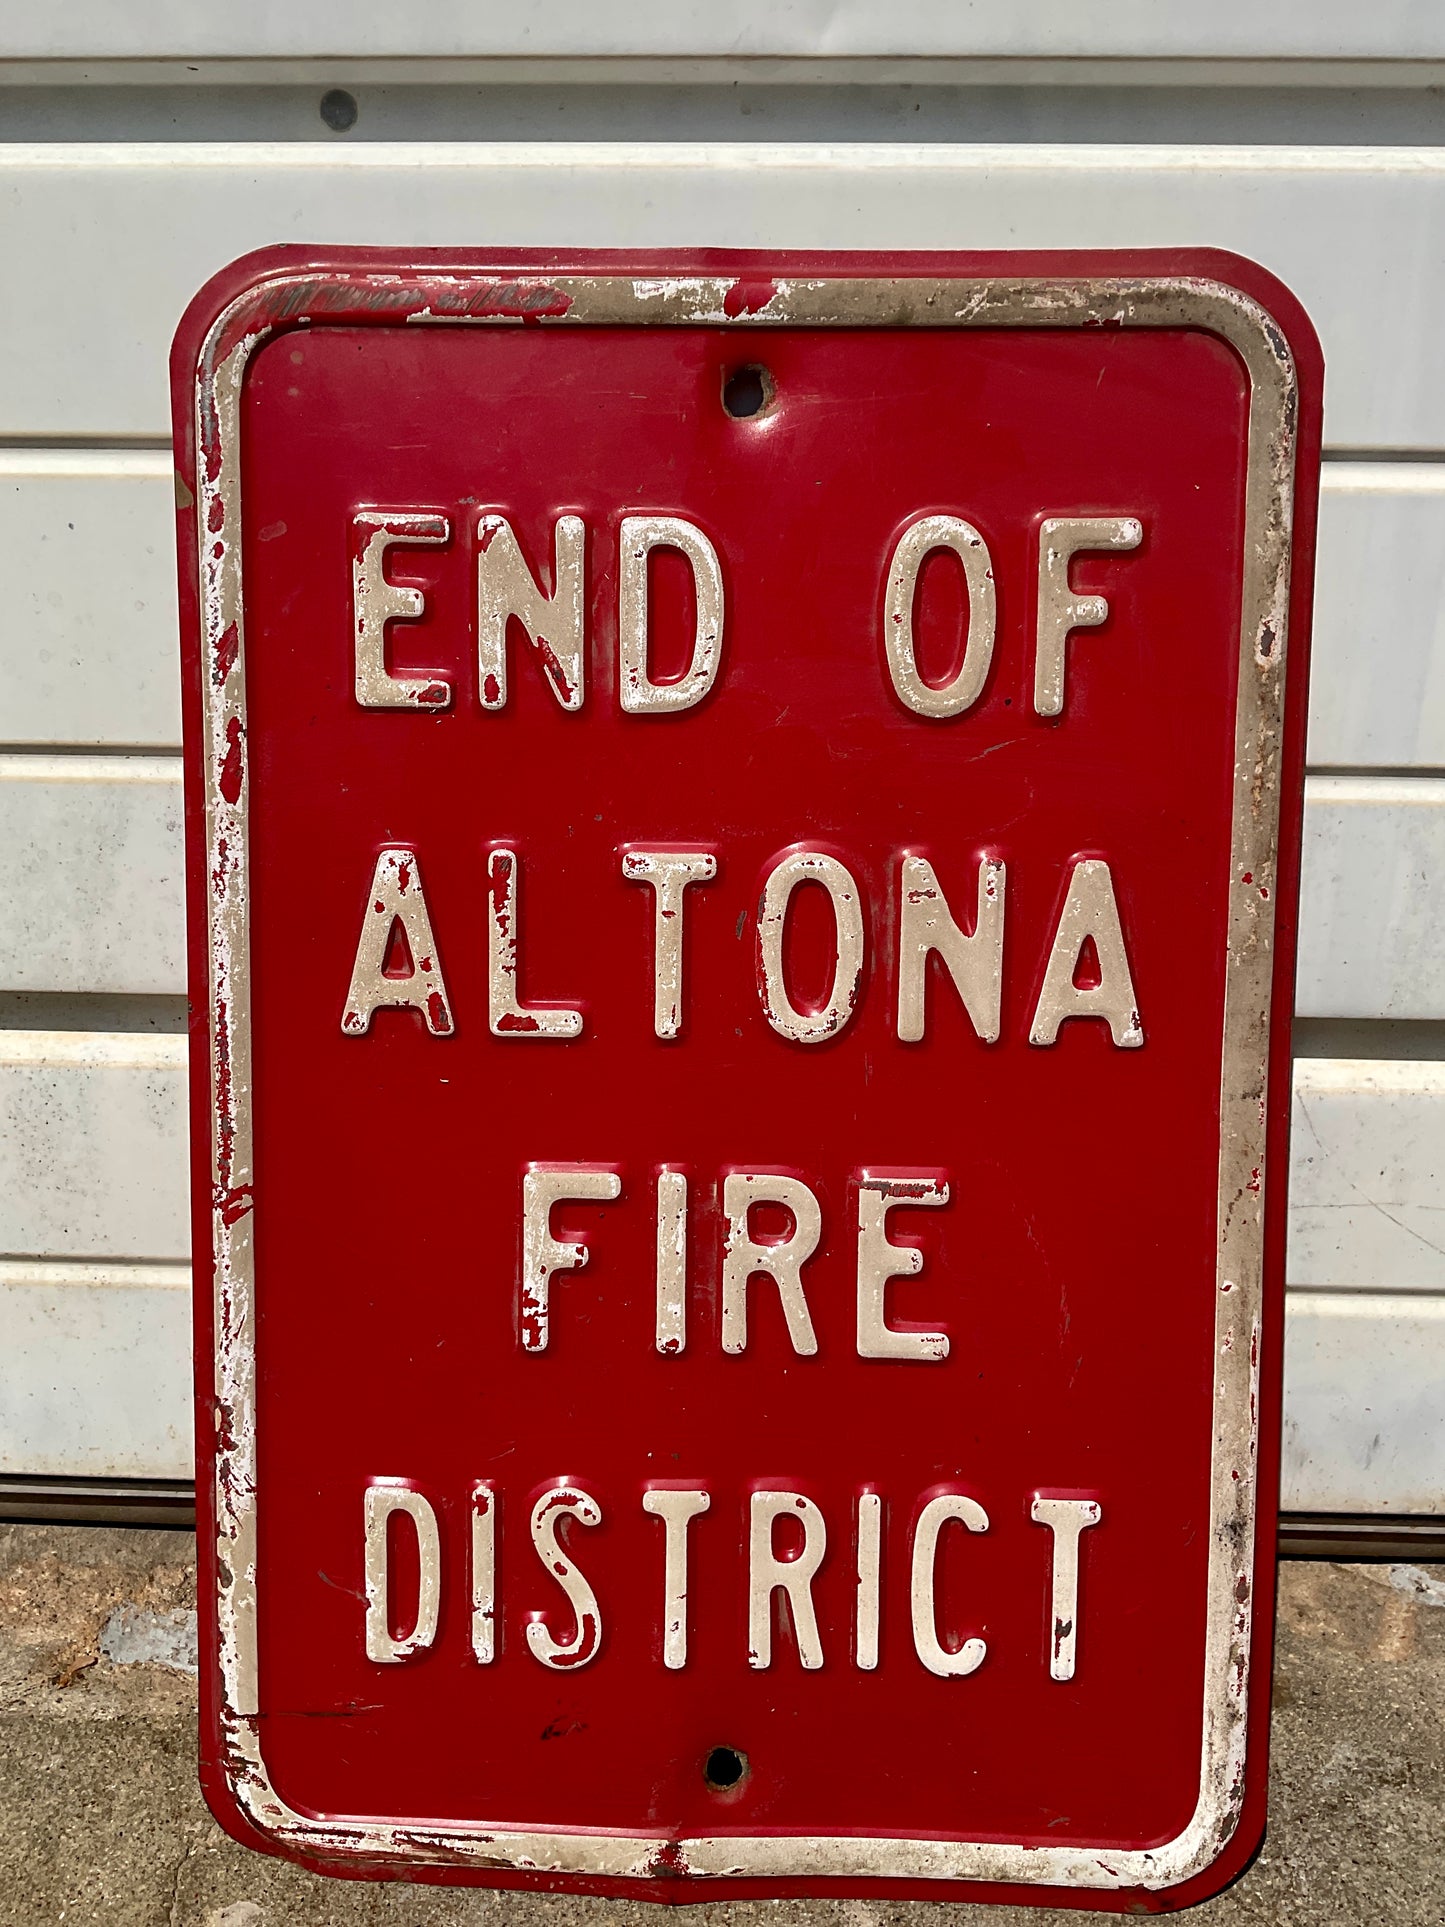 END OF
ALTONA
FIRE
DISTRICT